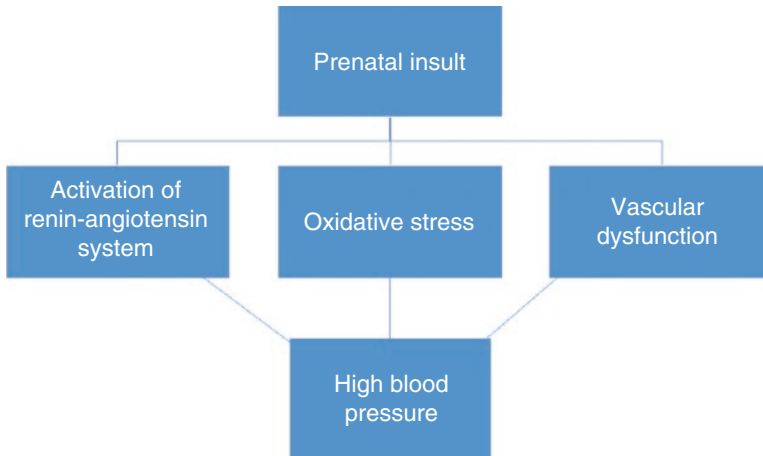 Prenatal insult
Activation of
renin-angiotensin
system
Oxidative stress
Vascular
dysfunction
High blood
pressure